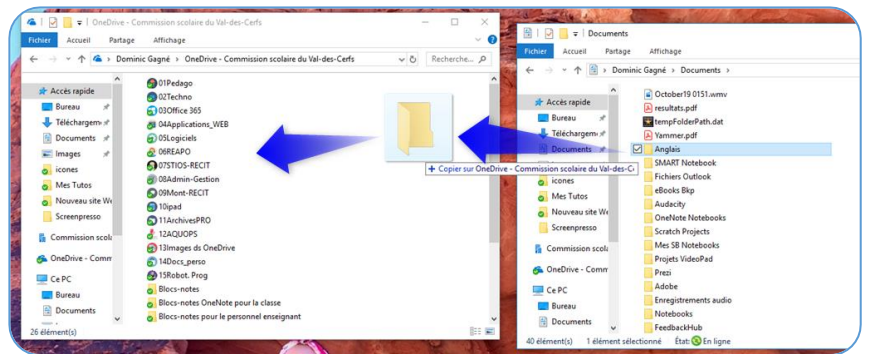 OneDrive - Commission scolaire du Val-des-Cerfs
Fichier Accueil Partage Affichage
Dominic Gagné › OneDrive - Commission scolaire du Val-des-Cerfs
Recherche...
Accès rapide
Bureau
Téléchargem
Documents
Images
icones
Mes Tutos
Nouveau site We
Screenpresso
Commission scola
OneDrive - Comm
Ce PC
Bureau
Documents
01Pedago
02Techno
03Office 365
04Applications_WEB
05Logiciels
06REAPO
07STIOS-RECIT
08Admin-Gestion
09Mont-RECIT
10ipad
11ArchivesPRO
12AQUOPS
13Images ds OneDrive
14Docs_perso
15Robot. Prog
Blocs-notes
Blocs-notes OneNote pour la classe
Blocs-notes pour le personnel enseignant
26 élément(s)
+ Copier sur OneDrive - Commission scolaire du Val-des-C
Documents
Fichier Accueil Partage Affichage
Dominic Gagné › Documents ›
Accès rapide
Bureau
Téléchargem
Documents
icones
Mes Tutos
Nouveau site We
Screenpresso
Commission scola
OneDrive - Comm
Ce PC
Bureau
Documents
October19 0151.wmv
resultats.pdf
tempFolderPath.dat
Yammer.pdf
Anglais
SMART Notebook
Fichiers Outlook
eBooks Bkp
Audacity
OneNote Notebooks
Scratch Projects
Mes SB Notebooks
Projets VideoPad
Prezi
Adobe
Enregistrements audio
Notebooks
FeedbackHub
40 élément(s) 1 élément sélectionné État: En ligne